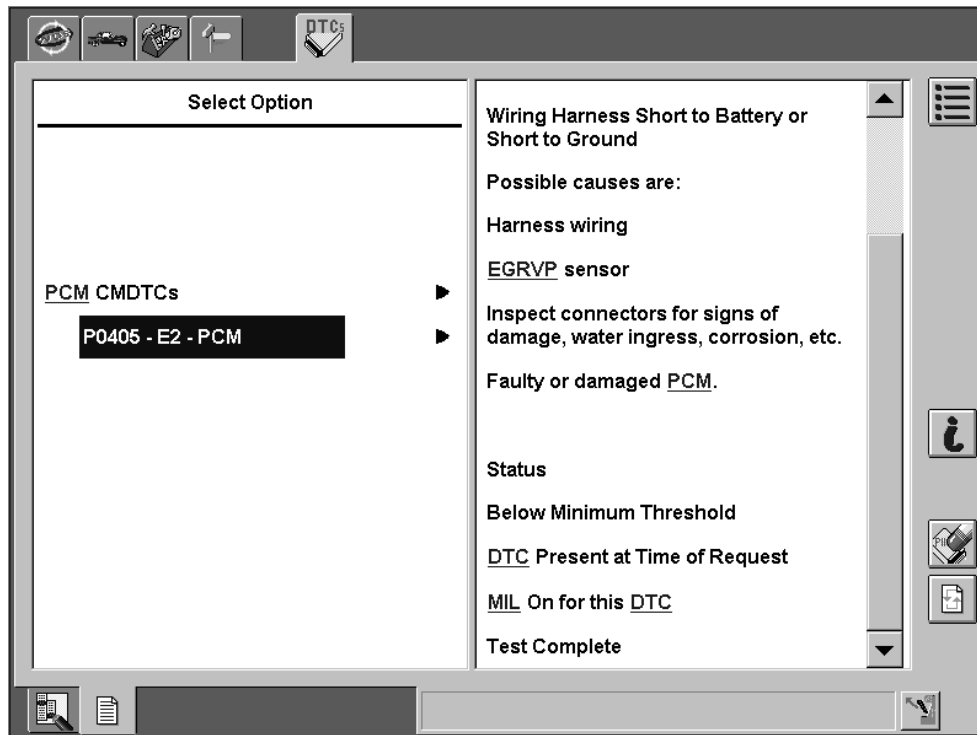 DTCs
Select Option
PCM CMDTCs
P0405 - E2 - PCM
Wiring Harness Short to Battery or
Short to Ground
Possible causes are:
Harness wiring
EGRVP sensor
Inspect connectors for signs of
damage, water ingress, corrosion, etc.
Faulty or damaged PCM.
Status
Below Minimum Threshold
DTC Present at Time of Request
MIL On for this DTC
Test Complete
i